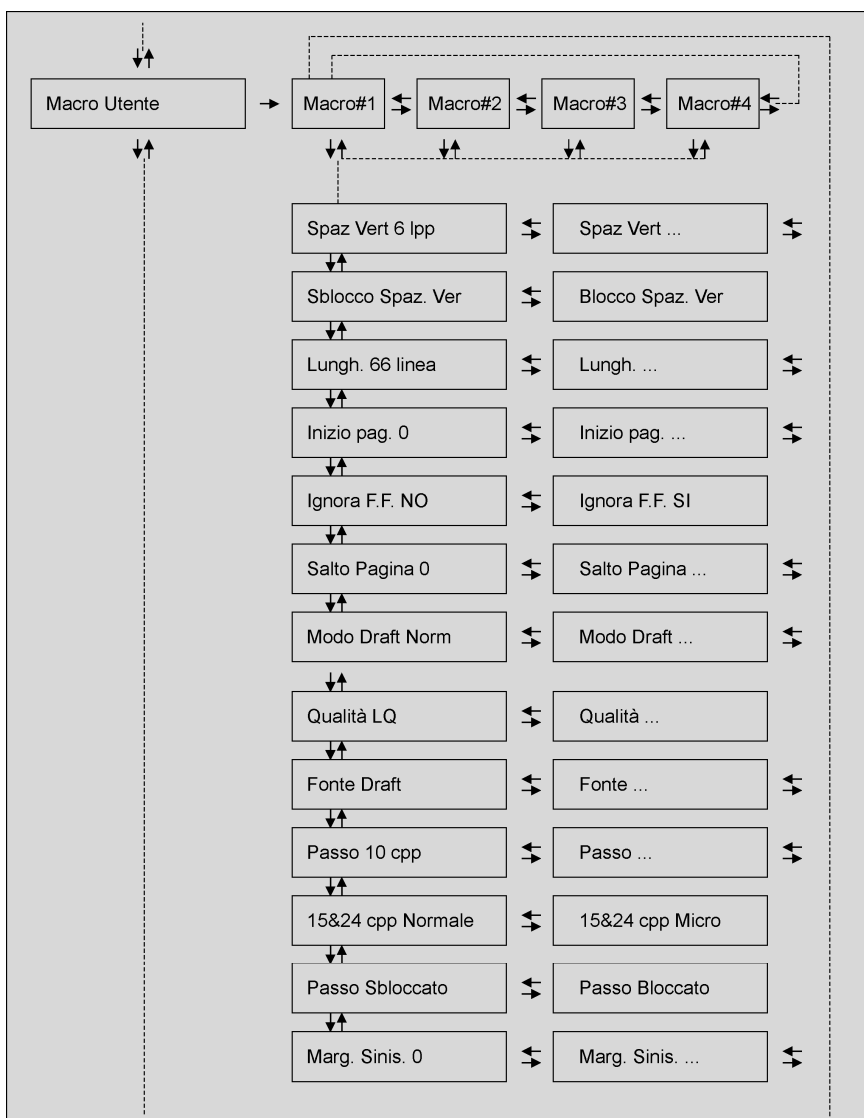 Macro Utente Macro#1 Macro#2 Macro#3 Macro#4
Spaz Vert 6 lpp Spaz Vert ...
Sblocco Spaz. Ver Blocco Spaz. Ver
Lungh. 66 linea Lungh. ...
Inizio pag. 0 Inizio pag. ...
Ignora F.F. NO Ignora F.F. SI
Salto Pagina 0 Salto Pagina ...
Modo Draft Norm Modo Draft ...
Qualità LQ Qualità ...
Fonte Draft Fonte ...
Passo 10 cpp Passo ...
15&24 cpp Normale 15&24 cpp Micro
Passo Sbloccato Passo Bloccato
Marg. Sinis. 0 Marg. Sinis. ...